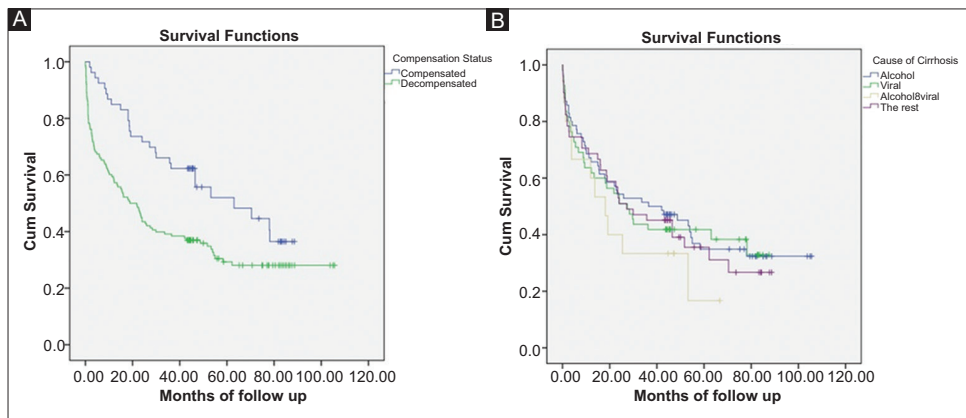 A
Survival Functions
Compensation Status
Compensated
Decompensated
Cum Survival
1.0
0.8
0.6
0.4
0.2
0.0
0.00 20.00 40.00 60.00 80.00 100.00 120.00
Months of follow up
B
Survival Functions
Cause of Cirrhosis
Alcohol
Viral
Alcohol8viral
The rest
Cum Survival
1.0
0.8
0.6
0.4
0.2
0.0
0.00 20.00 40.00 60.00 80.00 100.00 120.00
Months of follow up